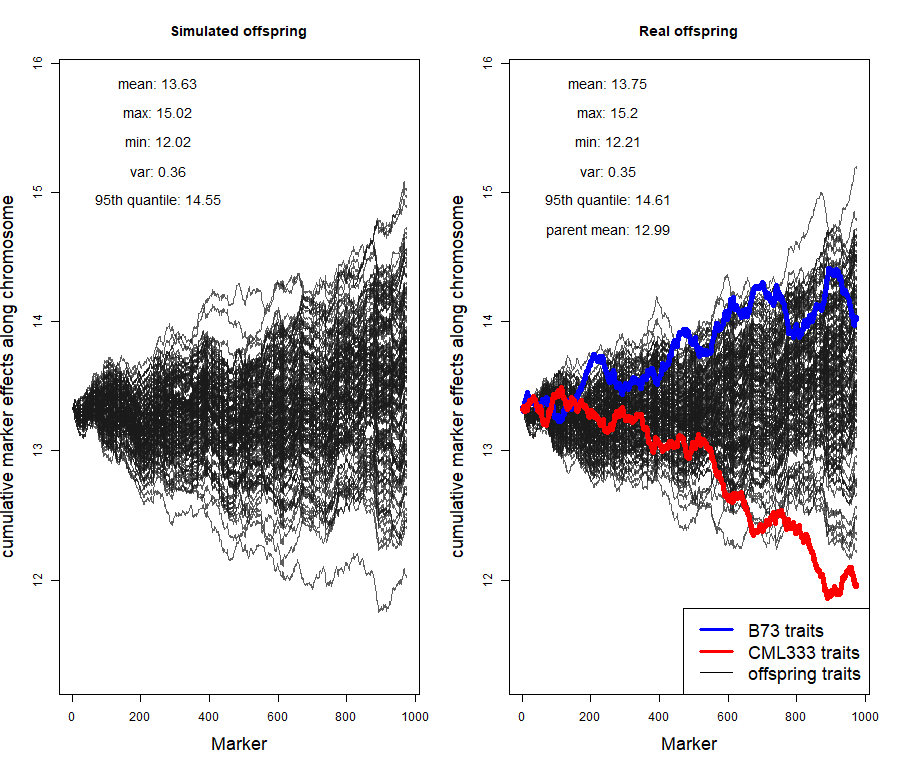 Simulated offspring
mean: 13.63
max: 15.02
min: 12.02
var: 0.36
95th quantile: 14.55
cumulative marker effects along chromosome
16
15
14
13
12
0 200 400 600 800 1000
Marker
Real offspring
mean: 13.75
max: 15.2
min: 12.21
var: 0.35
95th quantile: 14.61
parent mean: 12.99
cumulative marker effects along chromosome
16
15
14
13
12
B73 traits
CML333 traits
offspring traits
0 200 400 600 800 1000
Marker